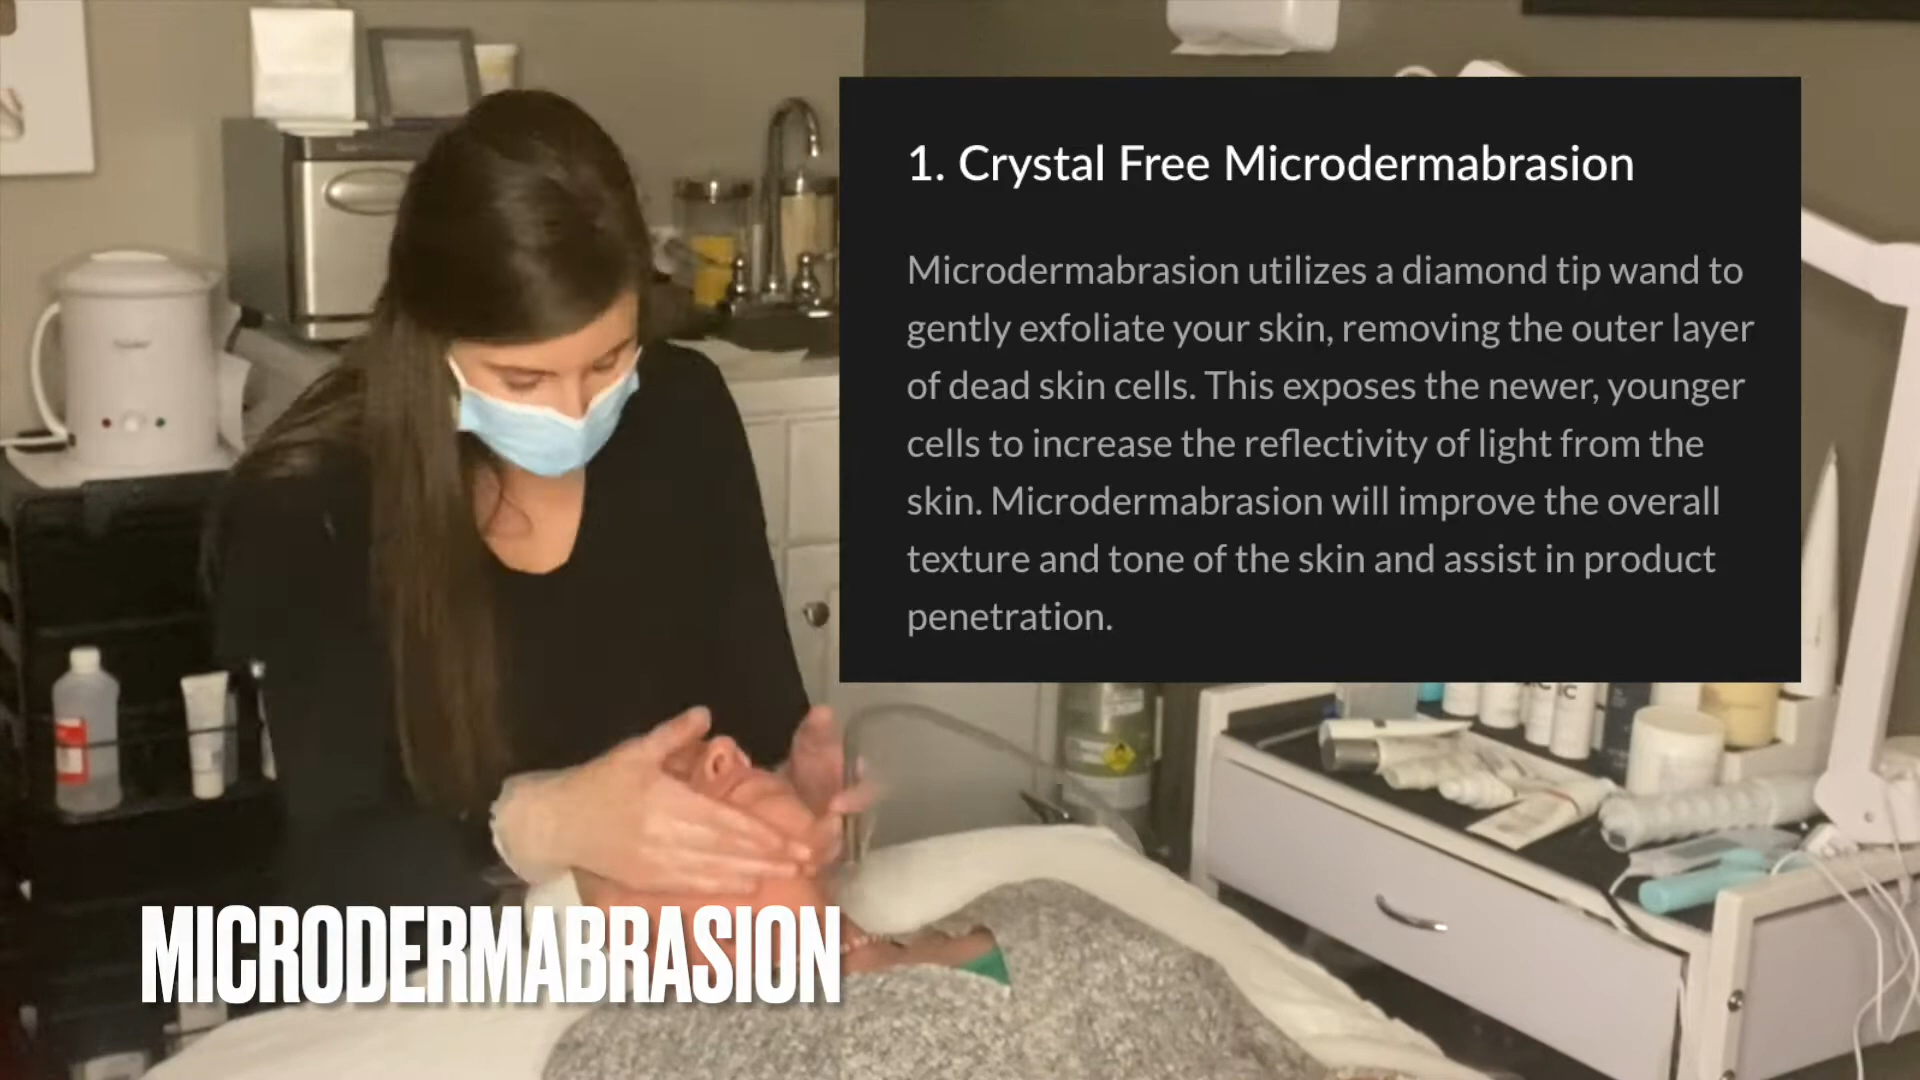 1. Crystal Free Microdermabrasion
Microdermabrasion utilizes a diamond tip wand to
gently exfoliate your skin, removing the outer layer
of dead skin cells. This exposes the newer, younger
cells to increase the reflectivity of light from the
skin. Microdermabrasion will improve the overall
texture and tone of the skin and assist in product
penetration.
MICRODERMABRASION